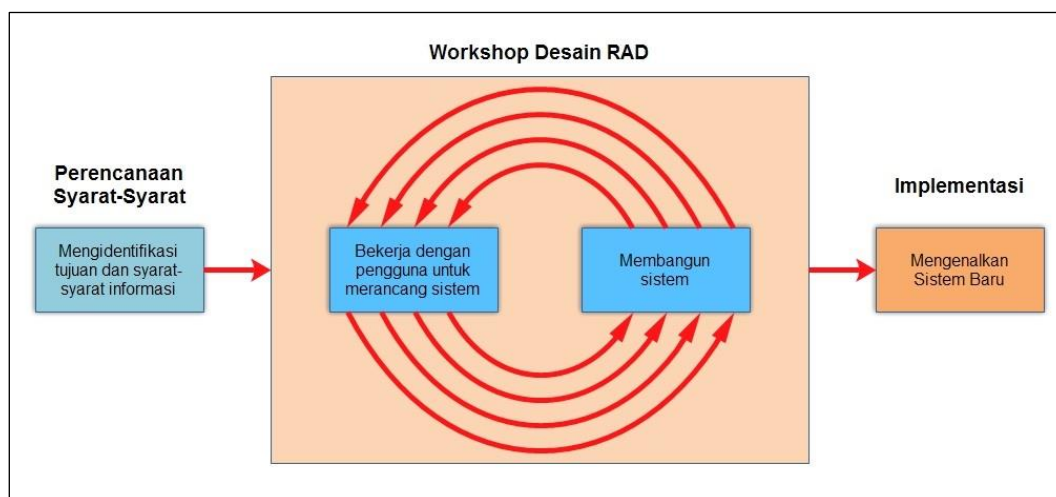 Workshop Desain RAD
Perencanaan
Syarat-Syarat
Mengidentifikasi
tujuan dan syarat-
syarat informasi
Bekerja dengan
pengguna untuk
merancang sistem
Membangun
sistem
Implementasi
Mengenalkan
Sistem Baru